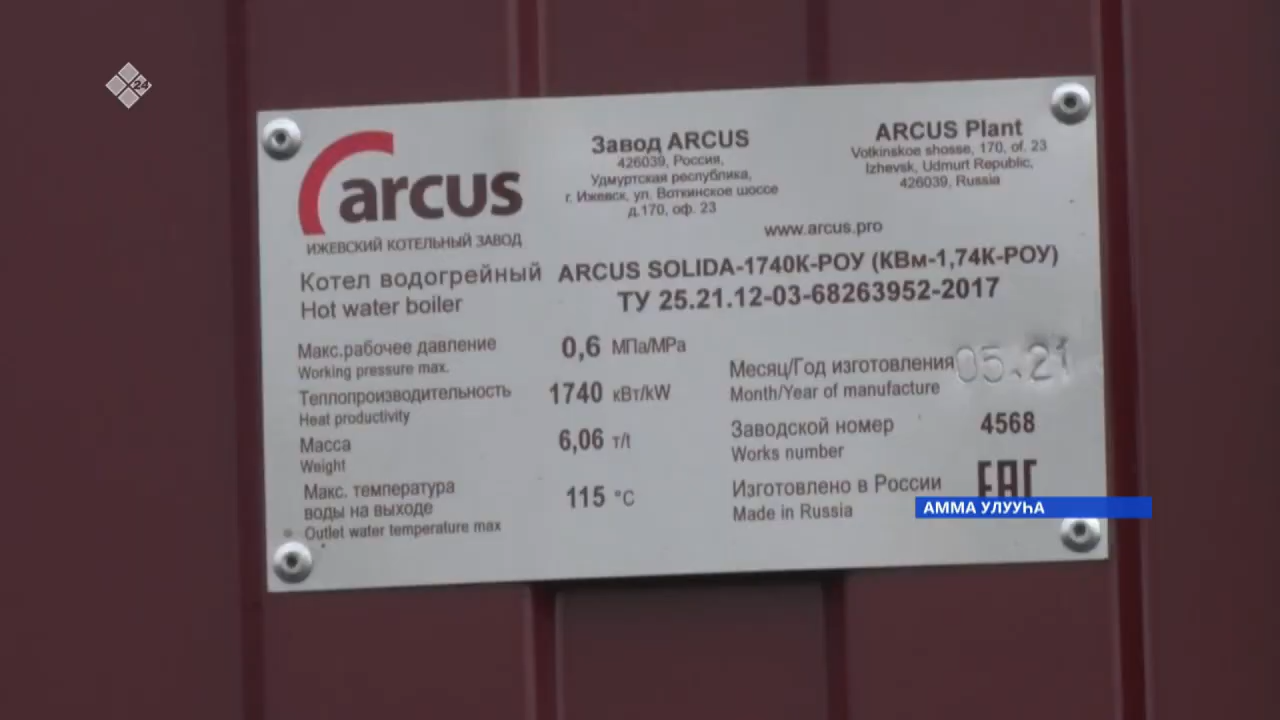 24
arcus
ИЖЕВСКИЙ КОТЕЛЬНЫЙ ЗАВОД
Завод ARCUS
426039, Россия,
Удмуртская республика,
г. Ижевск, ул. Воткинское шоссе
д.170, оф. 23
ARCUS Plant
Votkinskoe shosse, 170, of. 23
Izhevsk, Udmurt Republic,
426039, Russia
www.arcus.pro
Котел водогрейный ARCUS SOLIDA-1740К-РОУ (КВм-1,74К-РОУ)
Hot water boiler ТУ 25.21.12-03-68263952-2017
Макс.рабочее давление 0,6 МПа/MPa
Working pressure max.
Теплопроизводительность 1740 кВт/kW
Heat productivity
Масса 6,06 т/t
Weight
Макс. температура
воды на выходе 115 °C
Outlet water temperature max
Месяц/Год изготовления 05.21
Month/Year of manufacture
Заводской номер 4568
Works number
Изготовлено в России EAC
Made in Russia
АММА УЛУУҺА